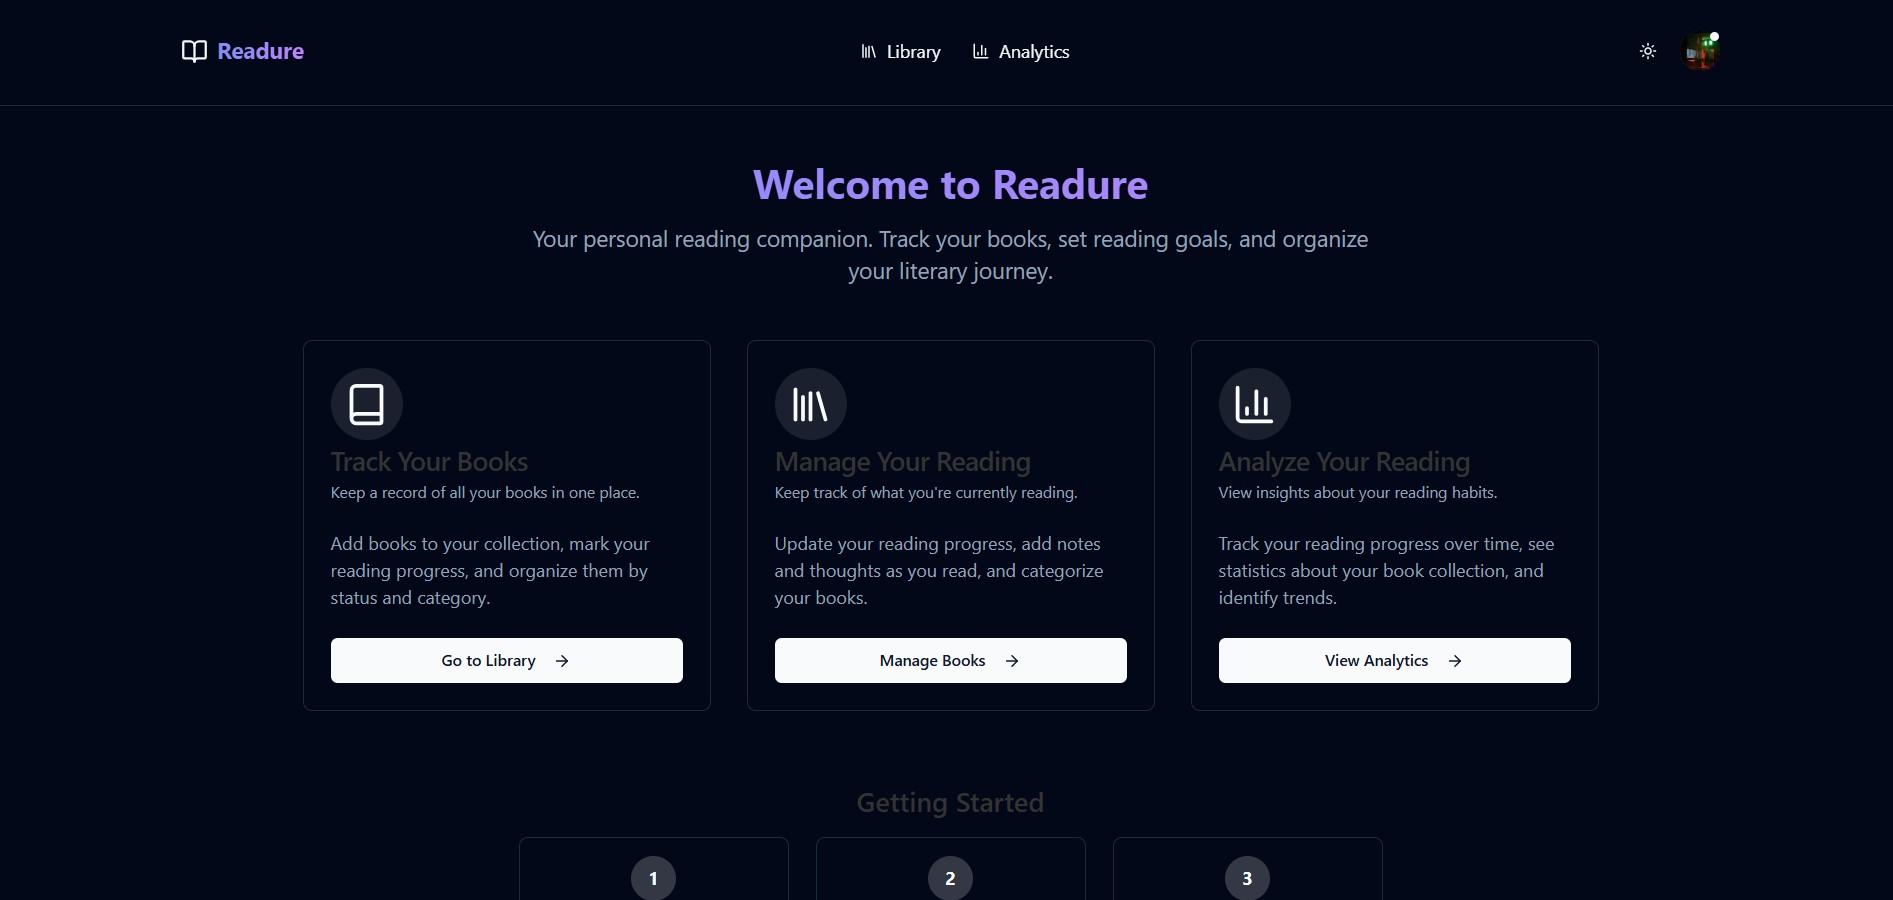 Readure
Library
Analytics
Welcome to Readure
Your personal reading companion. Track your books, set reading goals, and organize
your literary journey.
Track Your Books
Keep a record of all your books in one place.
Add books to your collection, mark your
reading progress, and organize them by
status and category.
Go to Library
Manage Your Reading
Keep track of what you're currently reading.
Update your reading progress, add notes
and thoughts as you read, and categorize
your books.
Manage Books
Analyze Your Reading
View insights about your reading habits.
Track your reading progress over time, see
statistics about your book collection, and
identify trends.
View Analytics
Getting Started
1
2
3